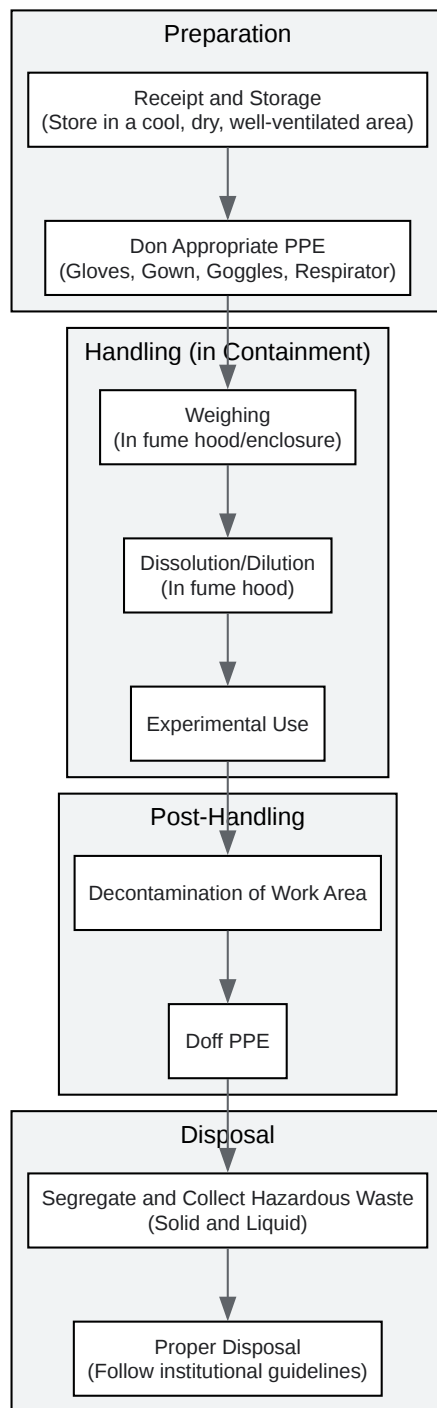 Preparation
Receipt and Storage
(Store in a cool, dry, well-ventilated area)
Don Appropriate PPE
(Gloves, Gown, Goggles, Respirator)
Handling (in Containment)
Weighing
(In fume hood/enclosure)
Dissolution/Dilution
(In fume hood)
Experimental Use
Post-Handling
Decontamination of Work Area
Doff PPE
Disposal
Segregate and Collect Hazardous Waste
(Solid and Liquid)
Proper Disposal
(Follow institutional guidelines)